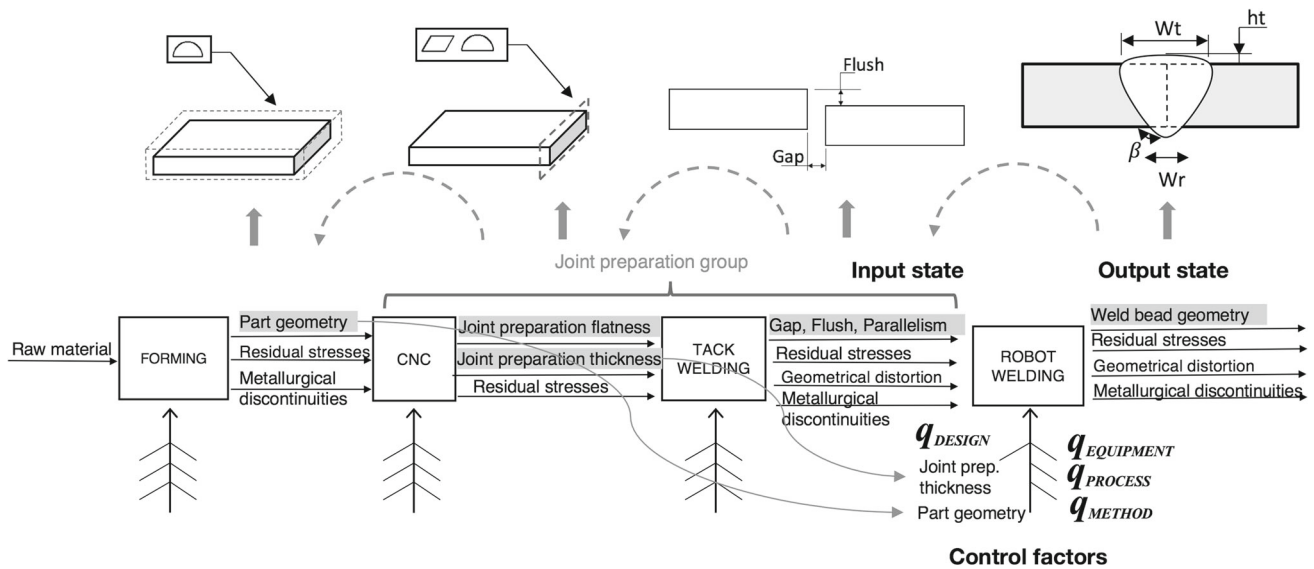 Wt
ht
Flush
Gap
β
Wr
Joint preparation group
Input state
Output state
Raw material
FORMING
Part geometry
Residual stresses
Metallurgical
discontinuities
CNC
Joint preparation flatness
Joint preparation thickness
Residual stresses
TACK
WELDING
Gap, Flush, Parallelism
Residual stresses
Geometrical distortion
Metallurgical
discontinuities
ROBOT
WELDING
Weld bead geometry
Residual stresses
Geometrical distortion
Metallurgical discontinuities
q DESIGN
Joint prep.
thickness
Part geometry
q EQUIPMENT
q PROCESS
q METHOD
Control factors